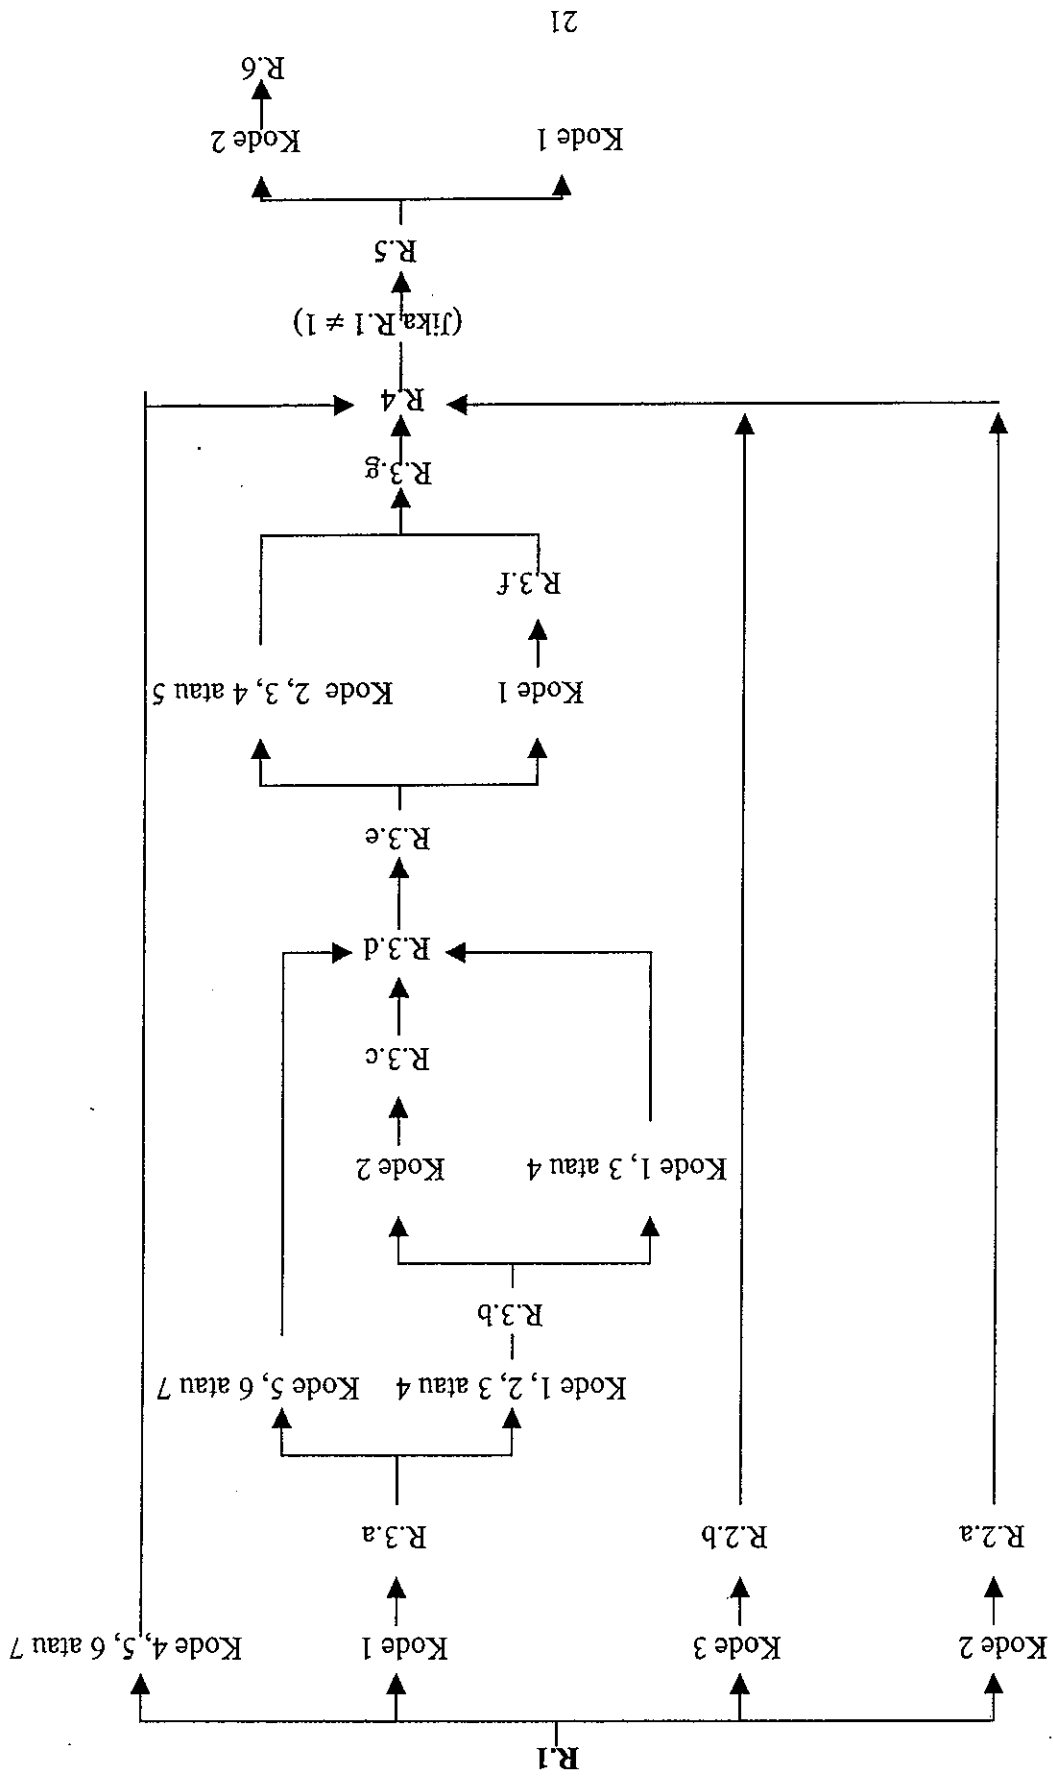 R.1
Kode 2
Kode 3
Kode 1
Kode 4, 5, 6 atau 7
R.2.a
R.2.b
R.3.a
Kode 1, 2, 3 atau 4
Kode 5, 6 atau 7
R.3.b
Kode 1, 3 atau 4
Kode 2
R.3.c
R.3.d
R.3.e
Kode 1
Kode 2, 3, 4 atau 5
R.3.f
R.3.g
R.4
(Jika R.1 ≠ 1)
R.5
Kode 1
Kode 2
R.6
21